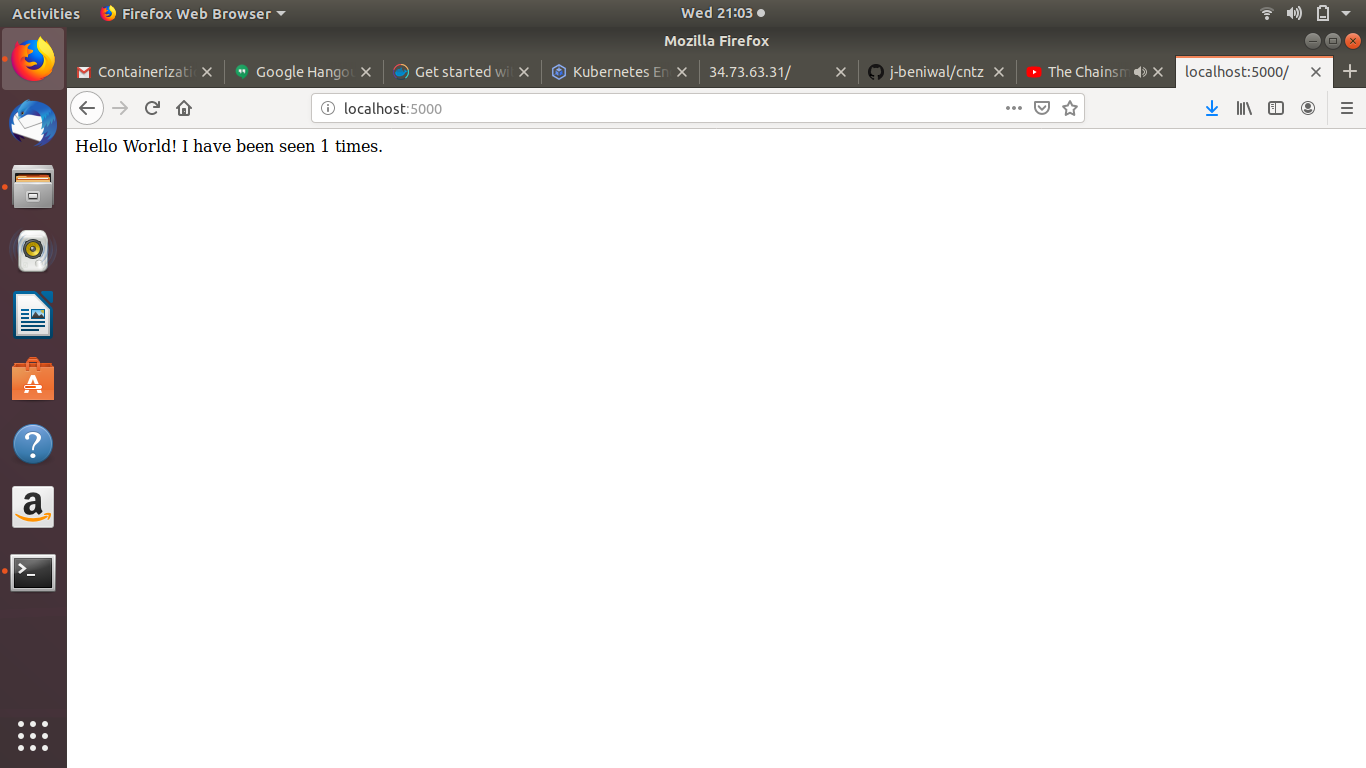 Activities Firefox Web Browser Wed 21:03
Mozilla Firefox
Containerizati Google Hangou Get started wi Kubernetes En 34.73.63.31/ j-beniwal/cntz The Chainsm localhost:5000/
localhost:5000
Hello World! I have been seen 1 times.